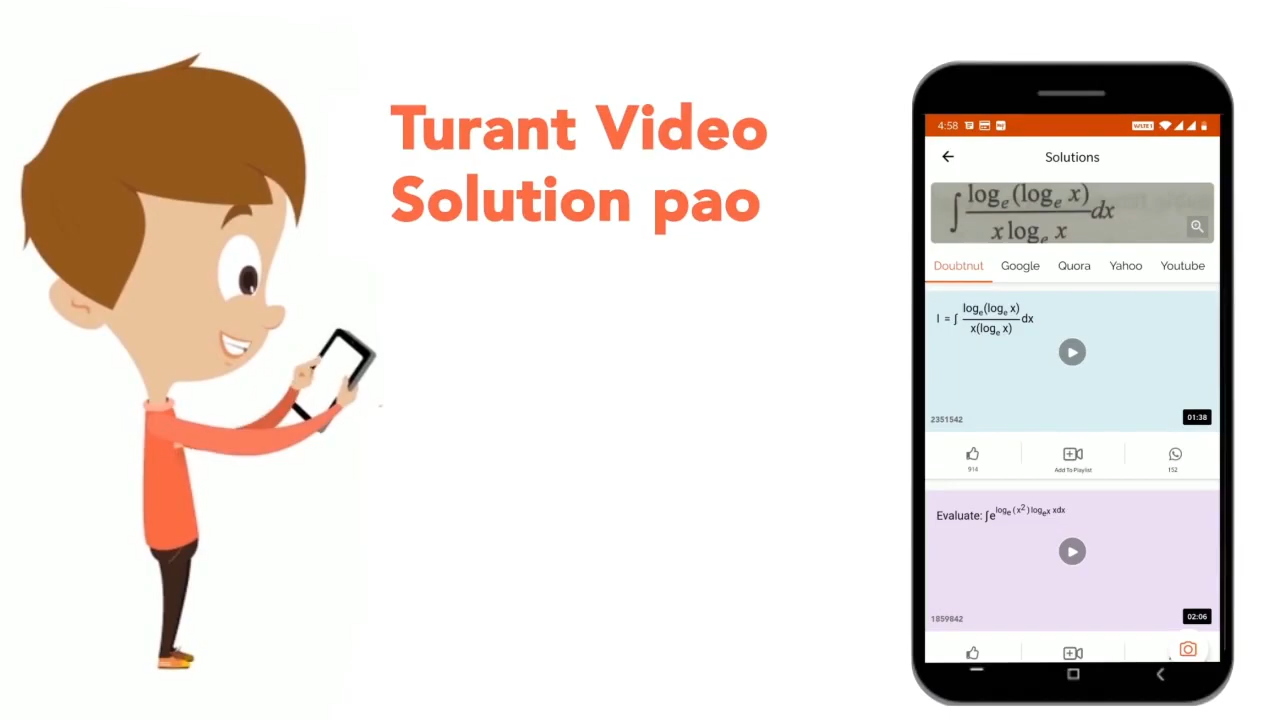 Turant Video
Solution pao
4:58
Solutions
∫ logₑ(logₑ x) / x logₑ x dx
Doubtnut Google Quora Yahoo Youtube
I = ∫ logₑ(logₑ x) / x(logₑ x) dx
2351542 01:38
914 Add To Playlist 152
Evaluate: ∫e^logₑ(x²)logₑx xdx
1859842 02:06